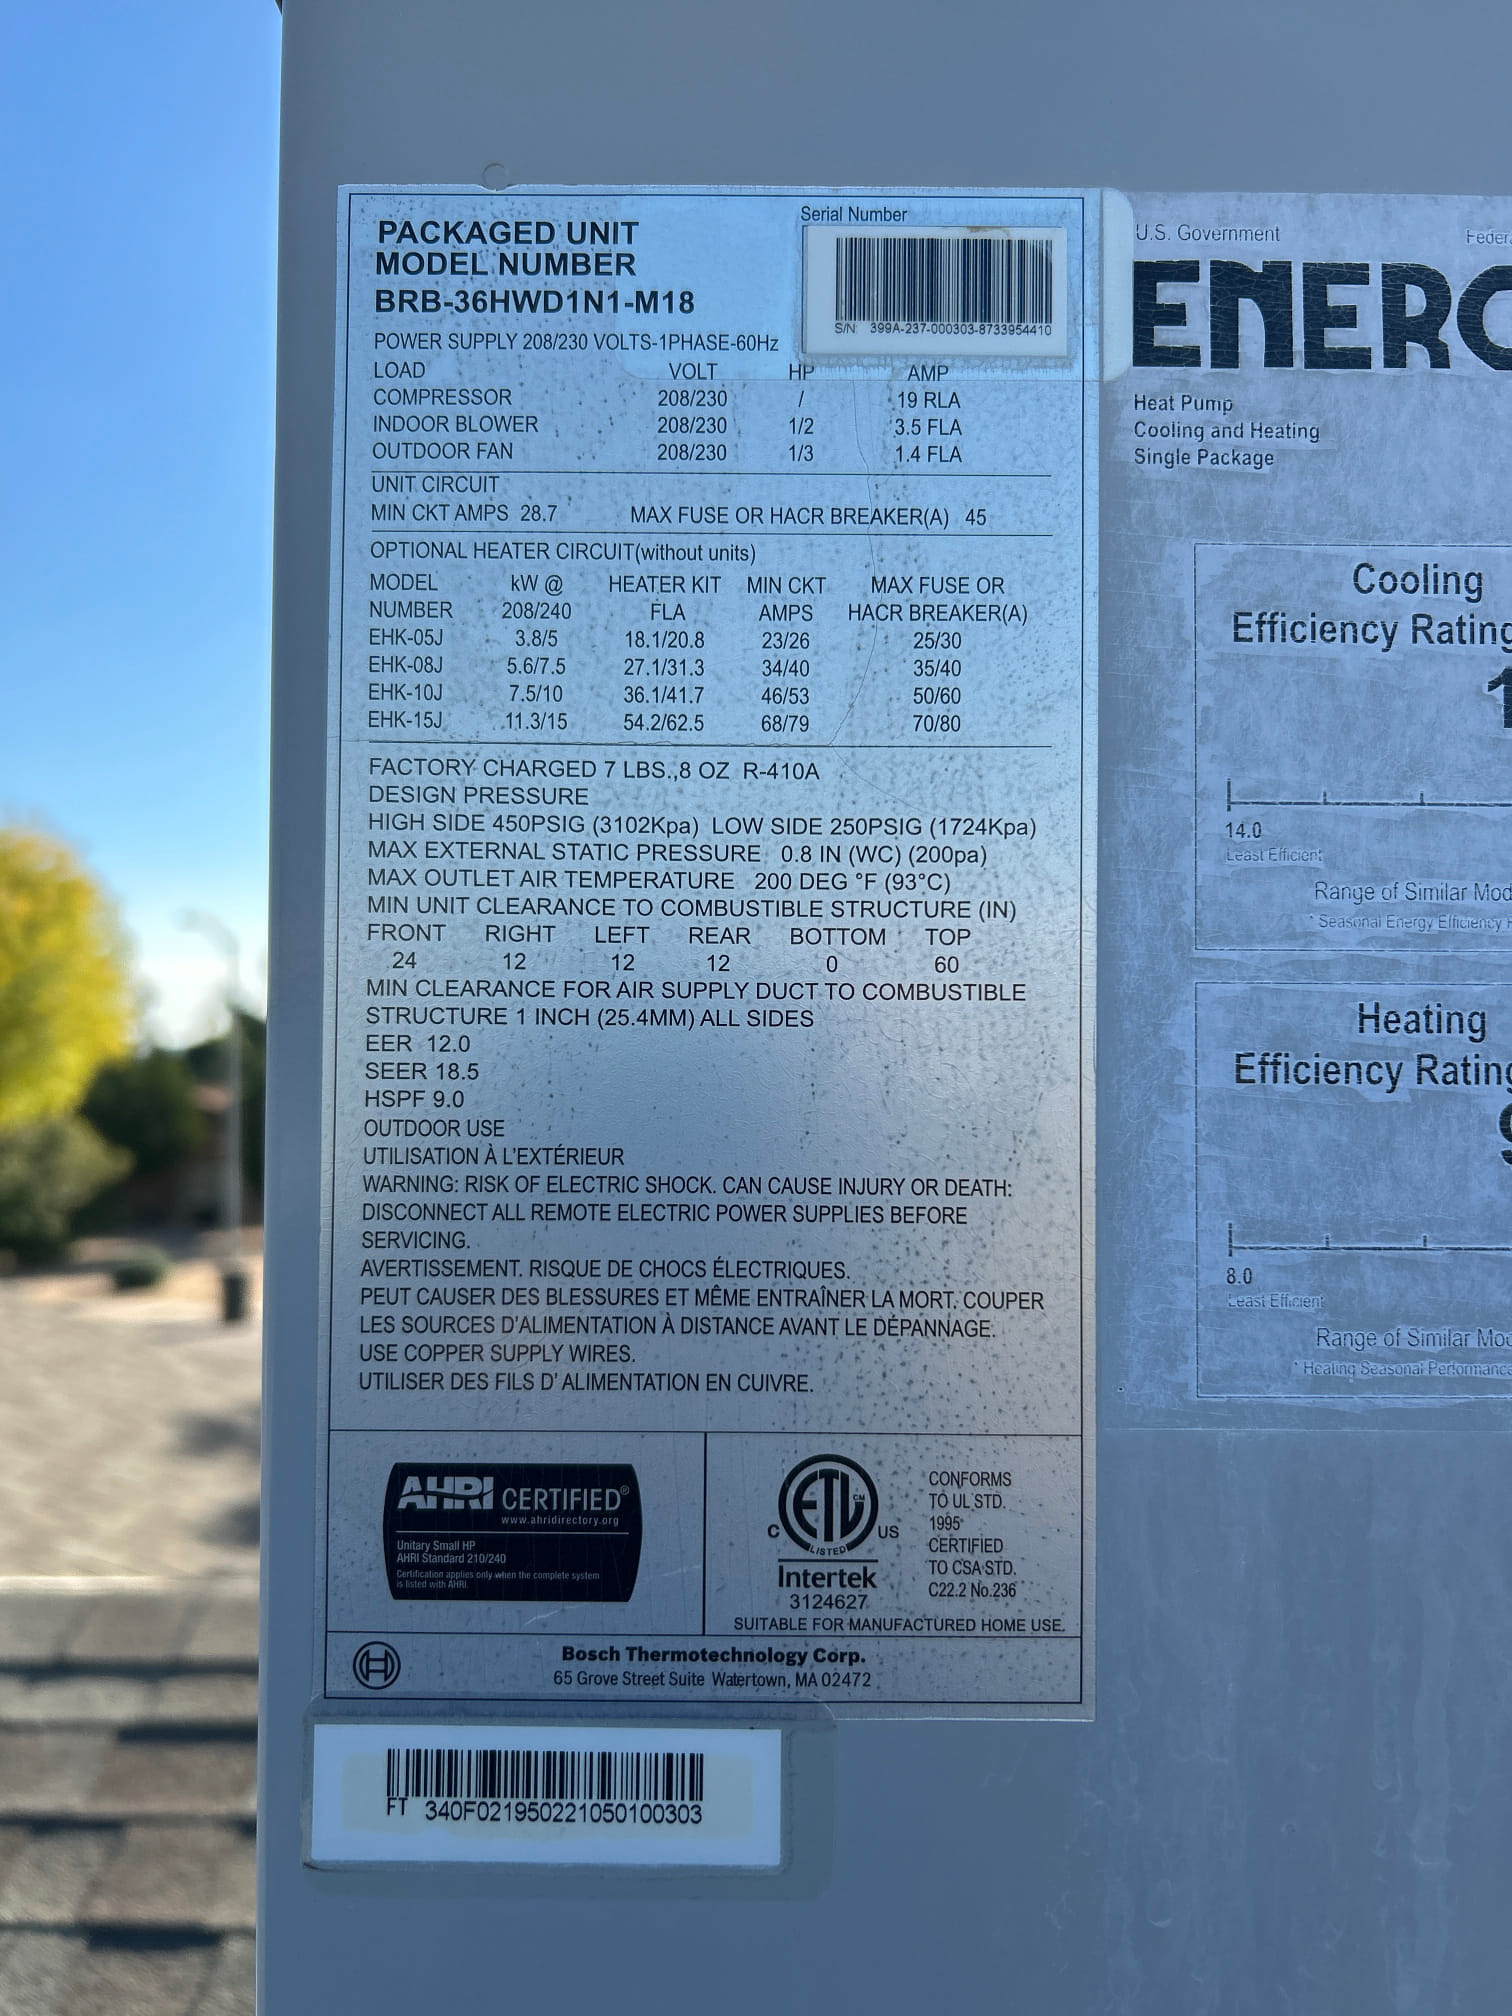 PACKAGED UNIT
MODEL NUMBER
BRB-36HWD1N1-M18
Serial Number
S/N: 399A-237-000303-8733954410
POWER SUPPLY 208/230 VOLTS-1PHASE-60Hz
LOAD VOLT HP AMP
COMPRESSOR 208/230 / 19 RLA
INDOOR BLOWER 208/230 1/2 3.5 FLA
OUTDOOR FAN 208/230 1/3 1.4 FLA
UNIT CIRCUIT
MIN CKT AMPS 28.7 MAX FUSE OR HACR BREAKER(A) 45
OPTIONAL HEATER CIRCUIT(without units)
MODEL kW @ HEATER KIT MIN CKT MAX FUSE OR
NUMBER 208/240 FLA AMPS HACR BREAKER(A)
EHK-05J 3.8/5 18.1/20.8 23/26 25/30
EHK-08J 5.6/7.5 27.1/31.3 34/40 35/40
EHK-10J 7.5/10 36.1/41.7 46/53 50/60
EHK-15J 11.3/15 54.2/62.5 68/79 70/80
FACTORY CHARGED 7 LBS.,8 OZ R-410A
DESIGN PRESSURE
HIGH SIDE 450PSIG (3102Kpa) LOW SIDE 250PSIG (1724Kpa)
MAX EXTERNAL STATIC PRESSURE 0.8 IN (WC) (200pa)
MAX OUTLET AIR TEMPERATURE 200 DEG °F (93°C)
MIN UNIT CLEARANCE TO COMBUSTIBLE STRUCTURE (IN)
FRONT RIGHT LEFT REAR BOTTOM TOP
24 12 12 12 0 60
MIN CLEARANCE FOR AIR SUPPLY DUCT TO COMBUSTIBLE
STRUCTURE 1 INCH (25.4MM) ALL SIDES
EER 12.0
SEER 18.5
HSPF 9.0
OUTDOOR USE
UTILISATION À L'EXTÉRIEUR
WARNING: RISK OF ELECTRIC SHOCK. CAN CAUSE INJURY OR DEATH:
DISCONNECT ALL REMOTE ELECTRIC POWER SUPPLIES BEFORE
SERVICING.
AVERTISSEMENT. RISQUE DE CHOCS ÉLECTRIQUES.
PEUT CAUSER DES BLESSURES ET MÊME ENTRAÎNER LA MORT. COUPER
LES SOURCES D'ALIMENTATION À DISTANCE AVANT LE DÉPANNAGE.
USE COPPER SUPPLY WIRES.
UTILISER DES FILS D' ALIMENTATION EN CUIVRE.
AHRI CERTIFIED®
www.ahridirectory.org
Unitary Small HP
AHRI Standard 210/240
Certification applies only when the complete system
is listed with AHRI.
C ETL CM US
LISTED
Intertek
3124627
CONFORMS
TO UL STD.
1995
CERTIFIED
TO CSA STD.
C22.2 No.236
SUITABLE FOR MANUFACTURED HOME USE.
Bosch Thermotechnology Corp.
65 Grove Street Suite Watertown, MA 02472
FT 340F021950221050100303
U.S. Government
ENERG
Heat Pump
Cooling and Heating
Single Package
Cooling
Efficiency Rating
14.0
Least Efficient
Range of Similar Mod
* Seasonal Energy Efficiency
Heating
Efficiency Rating
9
8.0
Least Efficient
Range of Similar Mod
* Heating Seasonal Performance